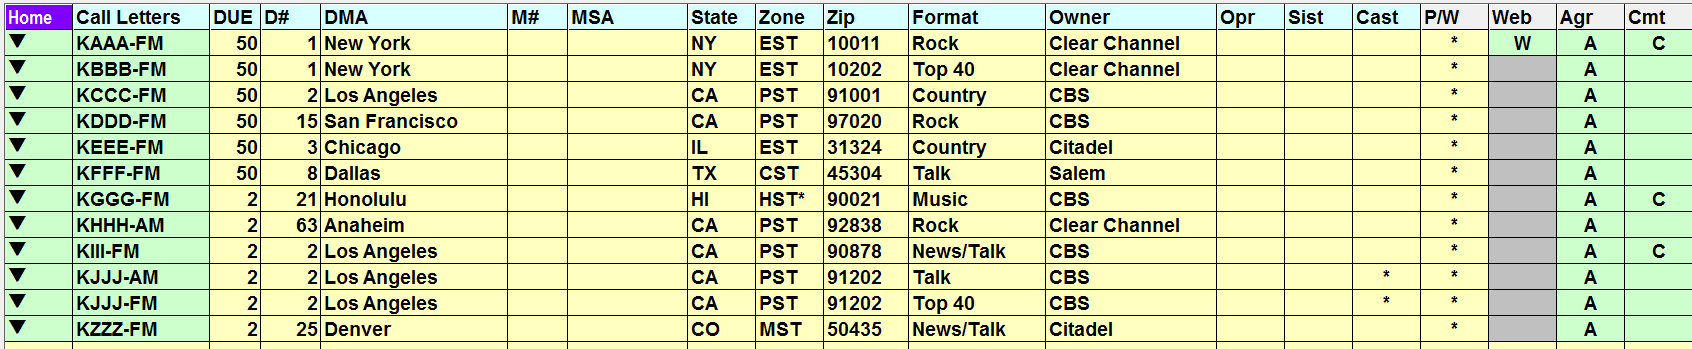 Home Call Letters DUE D# DMA M# MSA State Zone Zip Format Owner Opr Sist Cast P/W Web Agr Cmt
▼ KAAA-FM 50 1 New York NY EST 10011 Rock Clear Channel * W A C
▼ KBBB-FM 50 1 New York NY EST 10202 Top 40 Clear Channel * A
▼ KCCC-FM 50 2 Los Angeles CA PST 91001 Country CBS * A
▼ KDDD-FM 50 15 San Francisco CA PST 97020 Rock CBS * A
▼ KEEE-FM 50 3 Chicago IL EST 31324 Country Citadel * A
▼ KFFF-FM 50 8 Dallas TX CST 45304 Talk Salem * A
▼ KGGG-FM 2 21 Honolulu HI HST* 90021 Music CBS * A C
▼ KHHH-AM 2 63 Anaheim CA PST 92838 Rock Clear Channel * A
▼ KIII-FM 2 2 Los Angeles CA PST 90878 News/Talk CBS * A C
▼ KJJJ-AM 2 2 Los Angeles CA PST 91202 Talk CBS * * A
▼ KJJJ-FM 2 2 Los Angeles CA PST 91202 Top 40 CBS * * A
▼ KZZZ-FM 2 25 Denver CO MST 50435 News/Talk Citadel * A